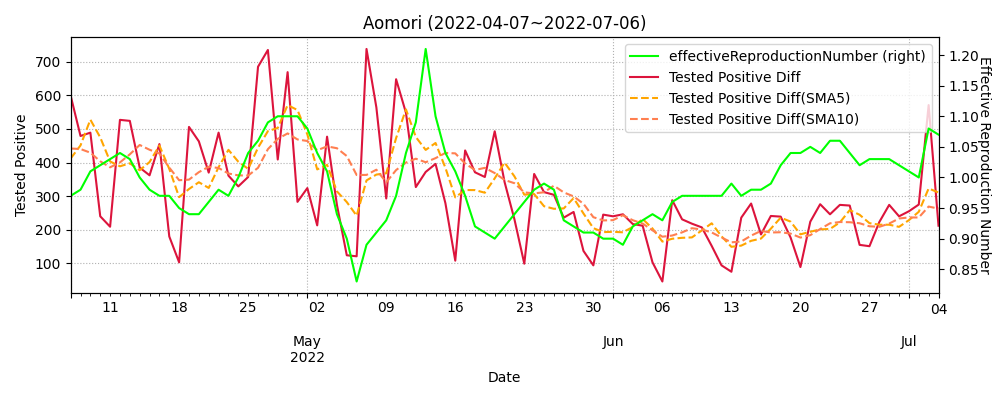 Aomori (2022-04-07~2022-07-06)
effectiveReproductionNumber (right)
Tested Positive Diff
Tested Positive Diff(SMA5)
Tested Positive Diff(SMA10)
Tested Positive
700
600
500
400
300
200
100
1.20
1.15
1.10
1.05
1.00
0.95
0.90
0.85
Effective Reproduction Number
11 18 25 02 09 16 23 30 06 13 20 27 04
May Jun Jul
2022
Date